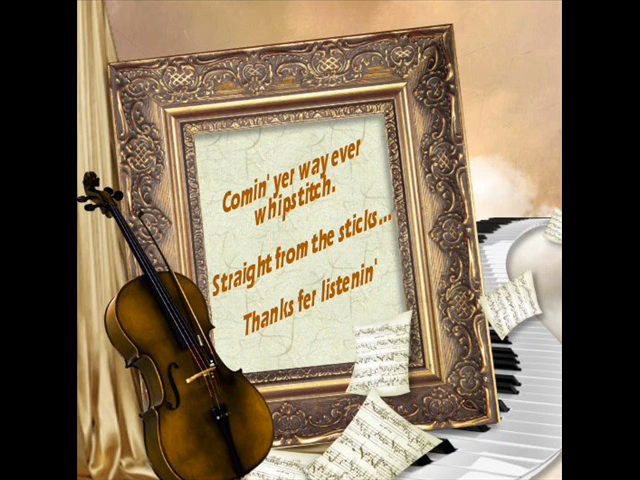 Comin' yer way ever
whipstitch.
Straight from the sticks...
Thanks fer listenin'